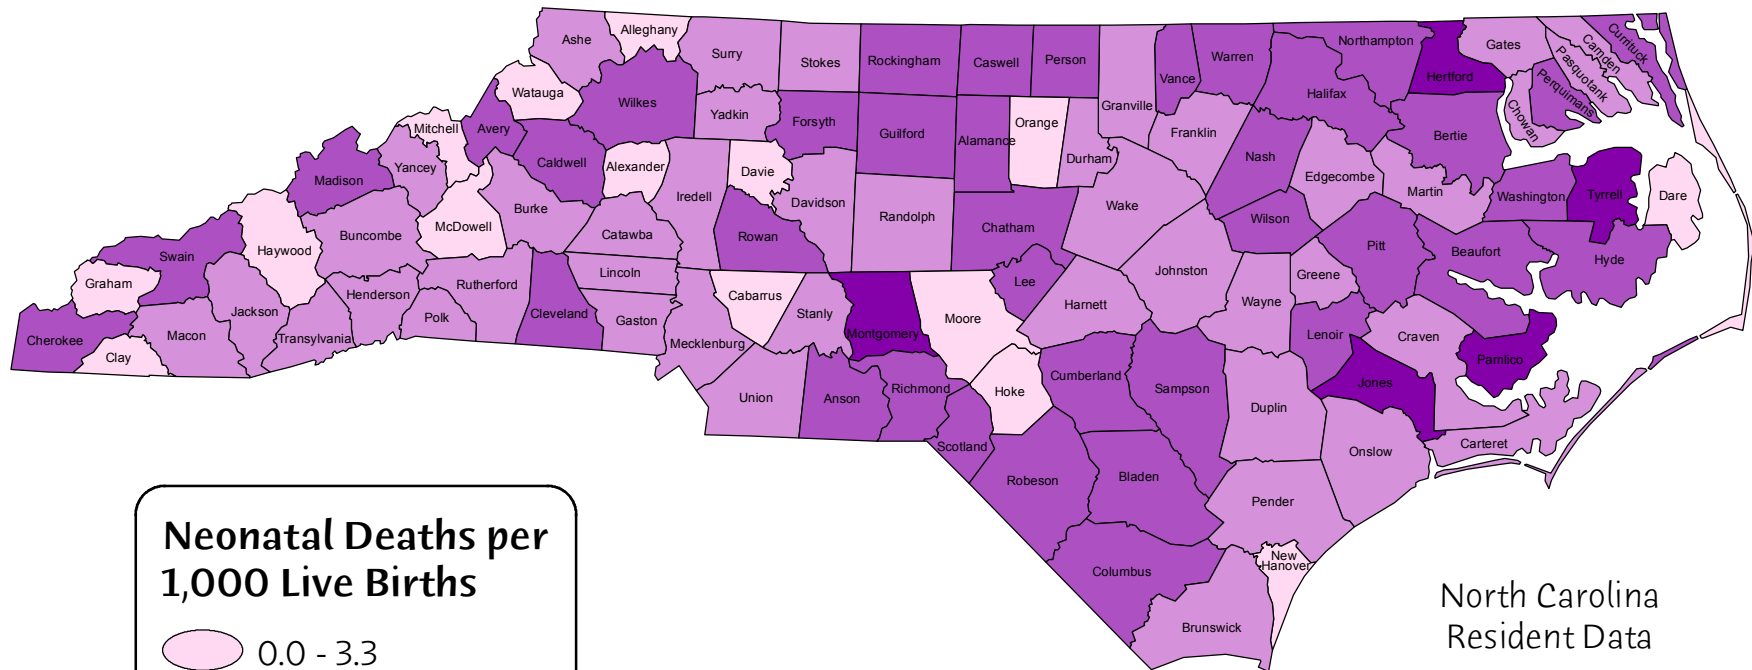 Alleghany
Ashe
Surry
Stokes
Rockingham
Caswell
Person
Granville
Vance
Warren
Northampton
Hertford
Gates
Camden
Currituck
Pasquotank
Perquimans
Chowan
Watauga
Wilkes
Yadkin
Forsyth
Guilford
Alamance
Orange
Durham
Franklin
Halifax
Bertie
Mitchell
Avery
Caldwell
Alexander
Iredell
Davie
Davidson
Randolph
Chatham
Wake
Nash
Edgecombe
Martin
Washington
Tyrrell
Dare
Madison
Yancey
McDowell
Burke
Catawba
Rowan
Wilson
Pitt
Beaufort
Hyde
Swain
Haywood
Buncombe
Rutherford
Lincoln
Cabarrus
Stanly
Montgomery
Moore
Lee
Harnett
Johnston
Wayne
Greene
Lenoir
Craven
Pamlico
Graham
Cherokee
Clay
Macon
Jackson
Transylvania
Henderson
Polk
Cleveland
Gaston
Mecklenburg
Union
Anson
Richmond
Scotland
Hoke
Cumberland
Sampson
Duplin
Jones
Onslow
Carteret
Robeson
Bladen
Pender
Columbus
Brunswick
New
Hanover
Neonatal Deaths per
1,000 Live Births
0.0 - 3.3
North Carolina
Resident Data